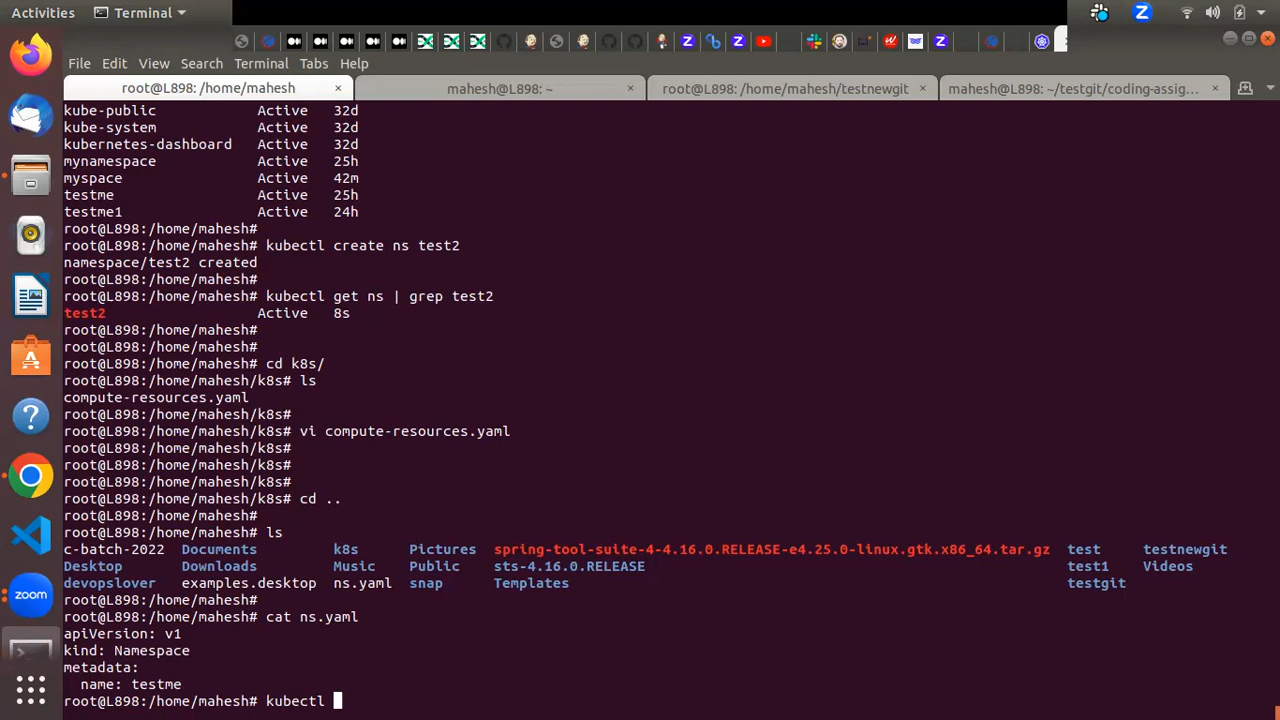 Activities Terminal
File Edit View Search Terminal Tabs Help
root@L898: /home/mahesh × mahesh@L898: ~ × root@L898: /home/mahesh/testnewgit × mahesh@L898: ~/testgit/coding-assig... ×
kube-public Active 32d
kube-system Active 32d
kubernetes-dashboard Active 32d
mynamespace Active 25h
myspace Active 42m
testme Active 25h
testme1 Active 24h
root@L898:/home/mahesh#
root@L898:/home/mahesh# kubectl create ns test2
namespace/test2 created
root@L898:/home/mahesh#
root@L898:/home/mahesh# kubectl get ns | grep test2
test2 Active 8s
root@L898:/home/mahesh#
root@L898:/home/mahesh#
root@L898:/home/mahesh# cd k8s/
root@L898:/home/mahesh/k8s# ls
compute-resources.yaml
root@L898:/home/mahesh/k8s#
root@L898:/home/mahesh/k8s# vi compute-resources.yaml
root@L898:/home/mahesh/k8s#
root@L898:/home/mahesh/k8s#
root@L898:/home/mahesh/k8s#
root@L898:/home/mahesh/k8s# cd ..
root@L898:/home/mahesh#
root@L898:/home/mahesh# ls
c-batch-2022 Documents k8s Pictures spring-tool-suite-4-4.16.0.RELEASE-e4.25.0-linux.gtk.x86_64.tar.gz test testnewgit
Desktop Downloads Music Public sts-4.16.0.RELEASE test1 Videos
devopslover examples.desktop ns.yaml snap Templates testgit
root@L898:/home/mahesh#
root@L898:/home/mahesh# cat ns.yaml
apiVersion: v1
kind: Namespace
metadata:
  name: testme
root@L898:/home/mahesh# kubectl
zoom